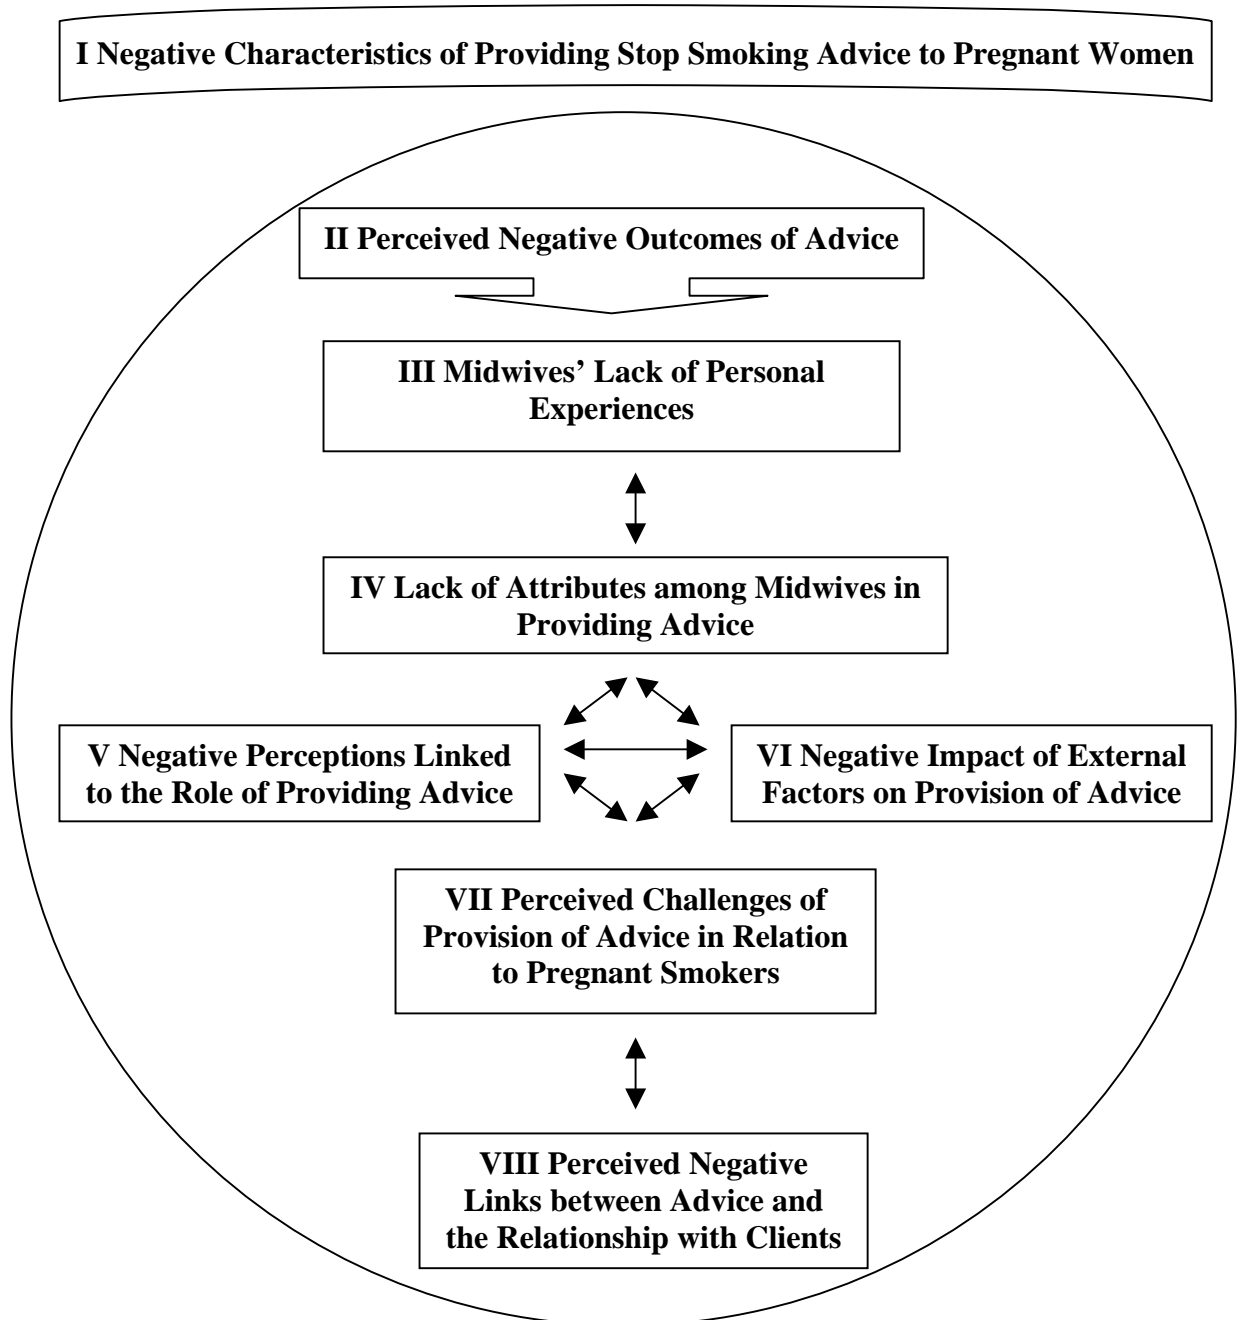 I Negative Characteristics of Providing Stop Smoking Advice to Pregnant Women
II Perceived Negative Outcomes of Advice
III Midwives’ Lack of Personal
Experiences
IV Lack of Attributes among Midwives in
Providing Advice
V Negative Perceptions Linked
to the Role of Providing Advice
VI Negative Impact of External
Factors on Provision of Advice
VII Perceived Challenges of
Provision of Advice in Relation
to Pregnant Smokers
VIII Perceived Negative
Links between Advice and
the Relationship with Clients